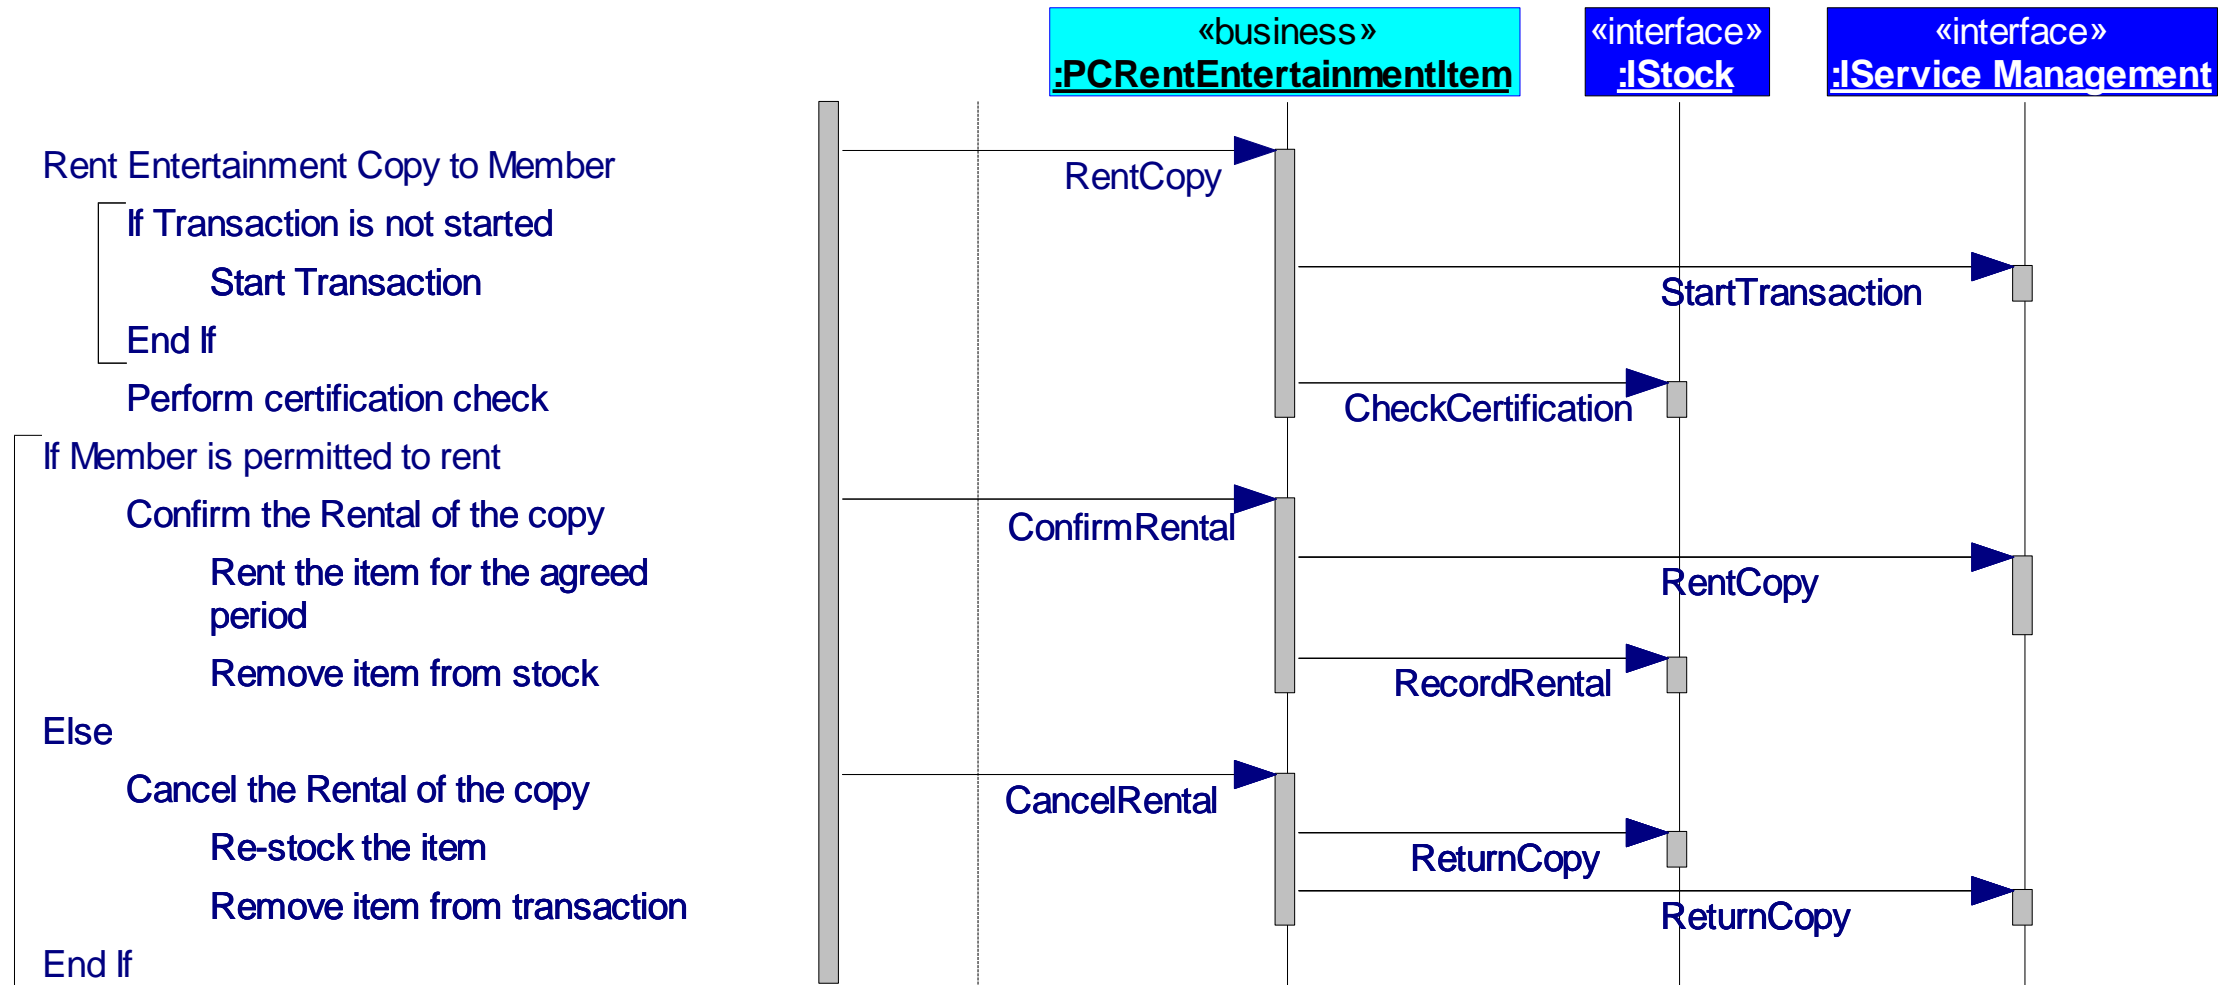 «business»
:PCRentEntertainmentItem
«interface»
:IStock
«interface»
:IService Management
Rent Entertainment Copy to Member
RentCopy
If Transaction is not started
Start Transaction
StartTransaction
End If
Perform certification check
CheckCertification
If Member is permitted to rent
Confirm the Rental of the copy
ConfirmRental
Rent the item for the agreed
period
RentCopy
Remove item from stock
RecordRental
Else
Cancel the Rental of the copy
CancelRental
Re-stock the item
ReturnCopy
Remove item from transaction
ReturnCopy
End If